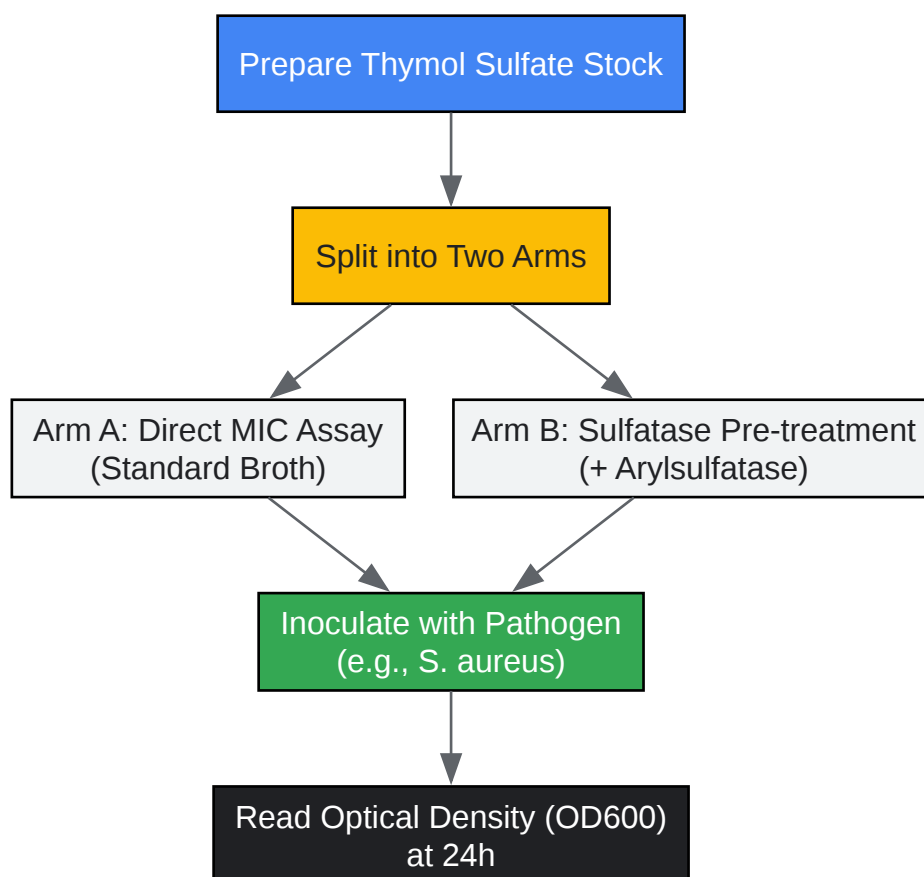 Prepare Thymol Sulfate Stock
Split into Two Arms
Arm A: Direct MIC Assay
(Standard Broth)
Arm B: Sulfatase Pre-treatment
(+ Arylsulfatase)
Inoculate with Pathogen
(e.g., S. aureus)
Read Optical Density (OD600)
at 24h